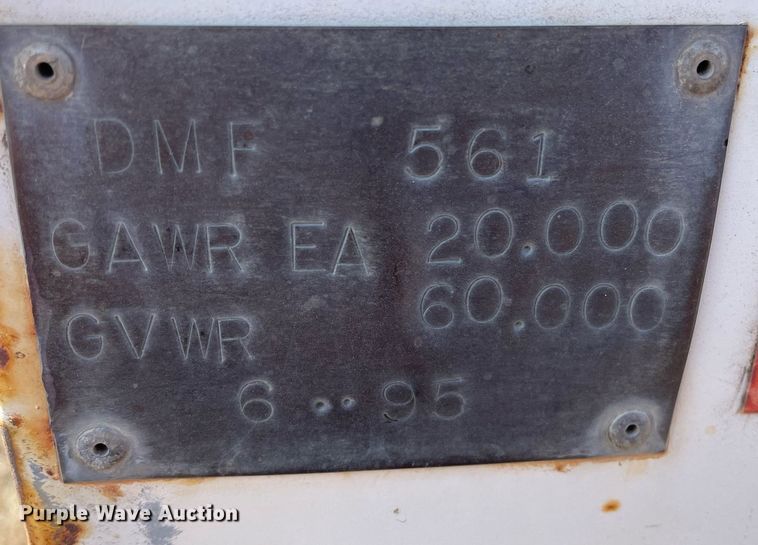 DMF 561
GAWR EA 20.000
GVWR 60.000
6 .. 95
Purple Wave Auction